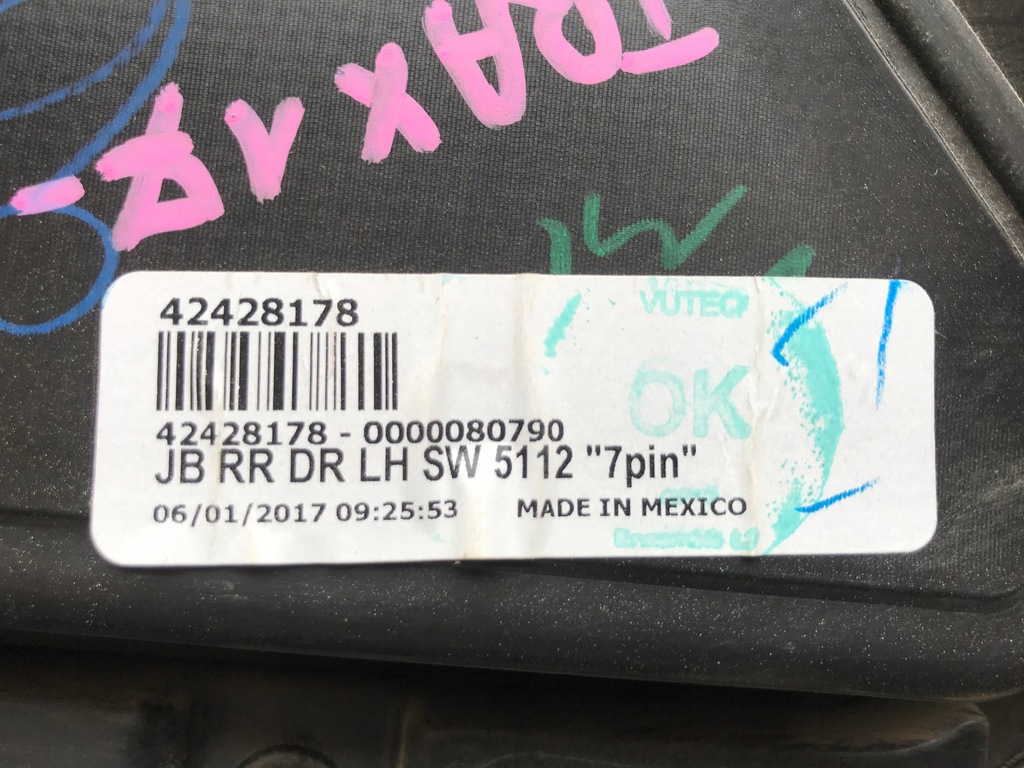 TRAX
42428178
42428178 - 0000080790
JB RR DR LH SW 5112 "7pin"
06/01/2017 09:25:53 MADE IN MEXICO
VUTEQ
OK